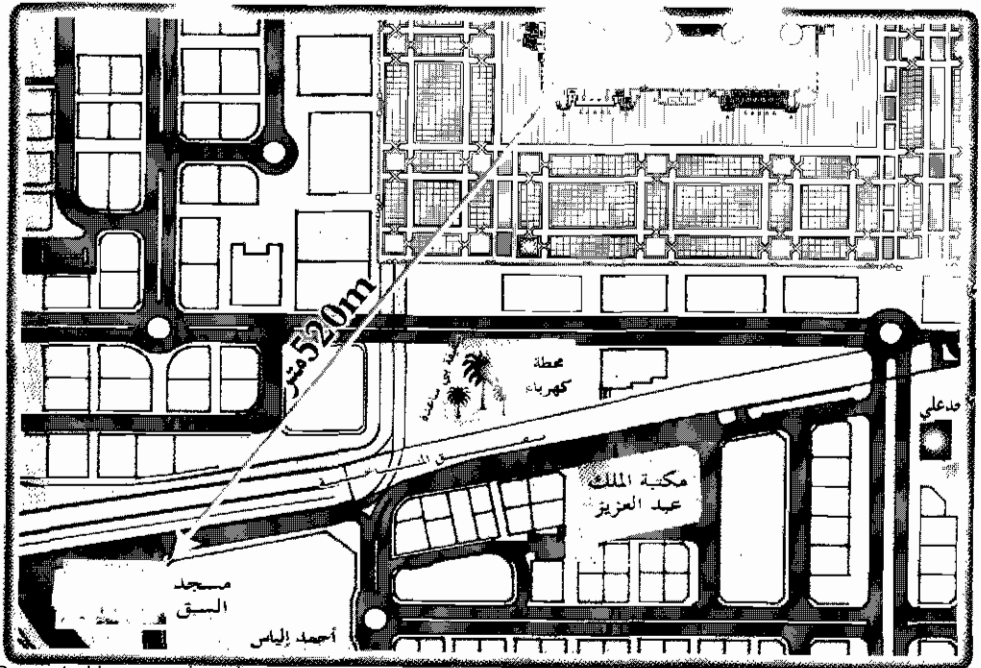 520m متر
محطة
كهرباء
مكتبة الملك
عبد العزيز
مسجد
السبق
أحمد إلياس